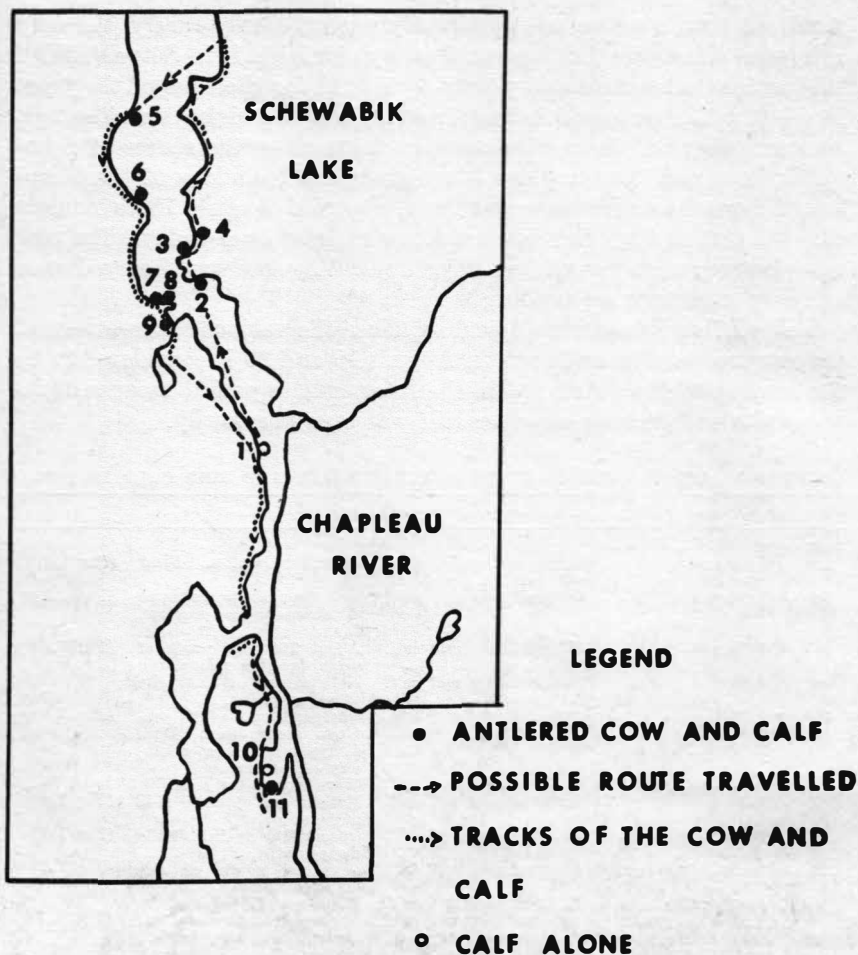 SCHEWABIK
LAKE
5
6
4
3
7 8
2
9
1
CHAPLEAU
RIVER
10
11
LEGEND
ANTLERED COW AND CALF
POSSIBLE ROUTE TRAVELLED
TRACKS OF THE COW AND
CALF
CALF ALONE